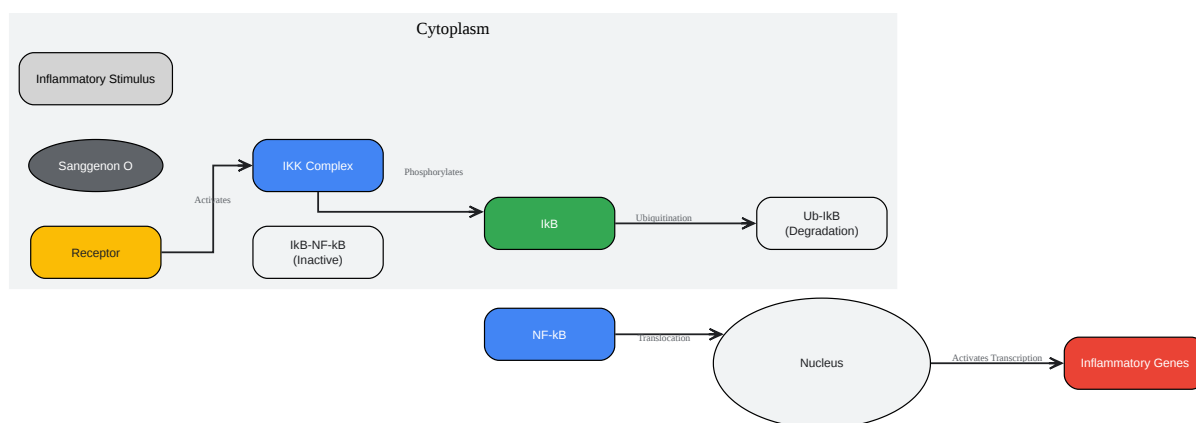 Cytoplasm
Inflammatory Stimulus
Sanggenon O
IKK Complex
Phosphorylates
Activates
Receptor
IkB-NF-kB
(Inactive)
IkB
Ubiquitination
Ub-IkB
(Degradation)
NF-kB
Translocation
Nucleus
Activates Transcription
Inflammatory Genes